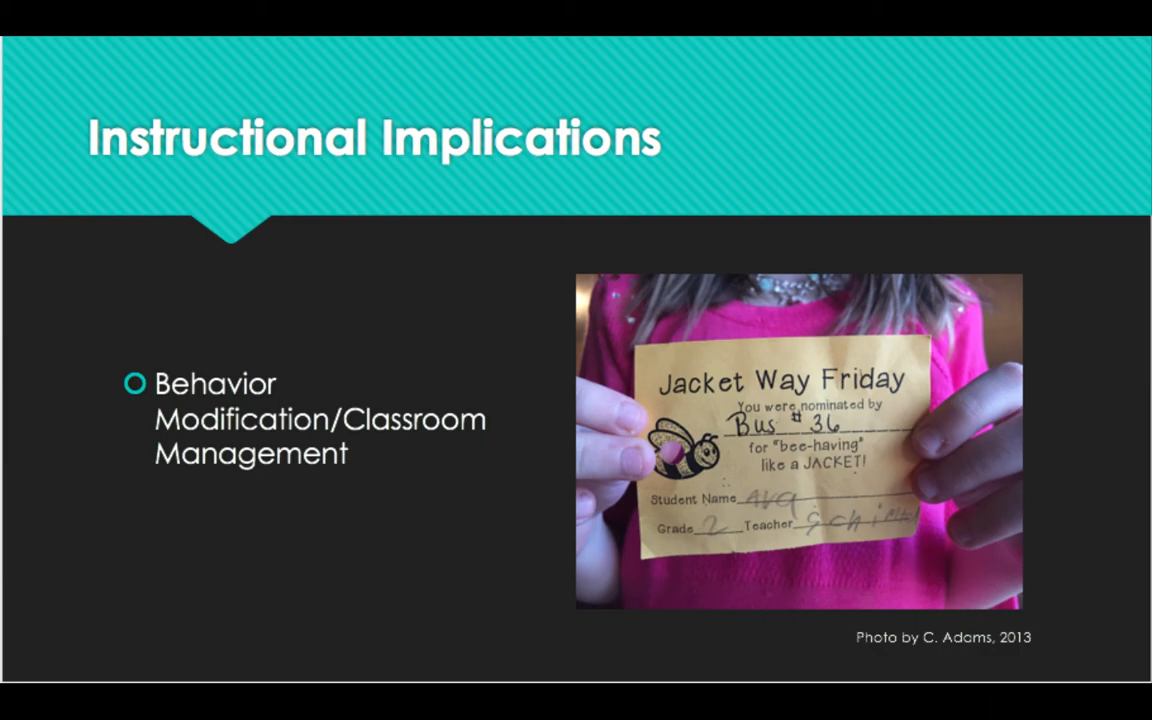 Instructional Implications
Behavior
Modification/Classroom
Management
Jacket Way Friday
You were nominated by
Bus # 36
for "bee-having"
like a JACKET!
Student Name Ava
Grade 2 Teacher
Photo by C. Adams, 2013